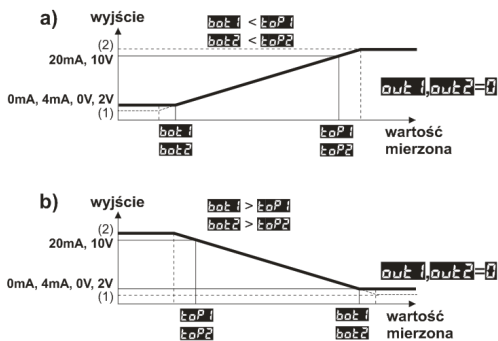 a)
wyjście
bot1 < toP1
bot2 < toP2
(2)
20mA, 10V
0mA, 4mA, 0V, 2V
(1)
out1,out2=0
bot1
bot2
toP1
toP2
wartość
mierzona
b)
wyjście
bot1 > toP1
bot2 > toP2
(2)
20mA, 10V
0mA, 4mA, 0V, 2V
(1)
out1,out2=0
toP1
toP2
bot1
bot2
wartość
mierzona